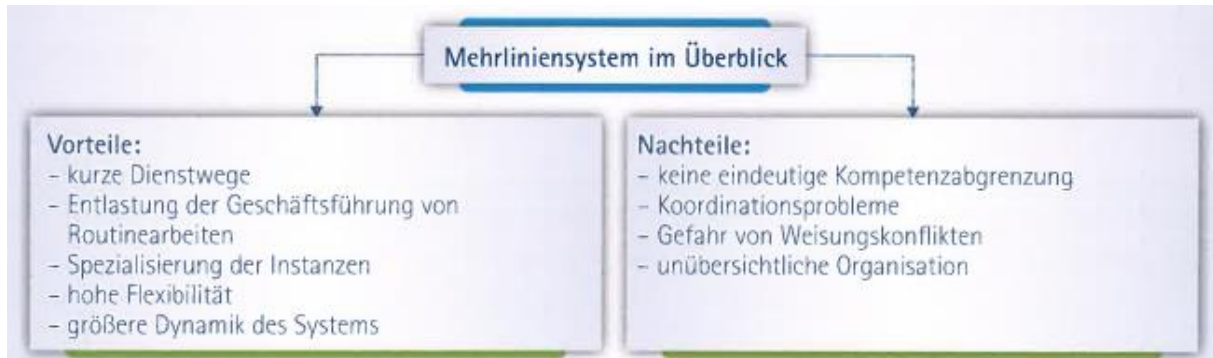 Mehrliniensystem im Überblick
Vorteile:
– kurze Dienstwege
– Entlastung der Geschäftsführung von
Routinearbeiten
– Spezialisierung der Instanzen
– hohe Flexibilität
– größere Dynamik des Systems
Nachteile:
– keine eindeutige Kompetenzabgrenzung
– Koordinationsprobleme
– Gefahr von Weisungskonflikten
– unübersichtliche Organisation